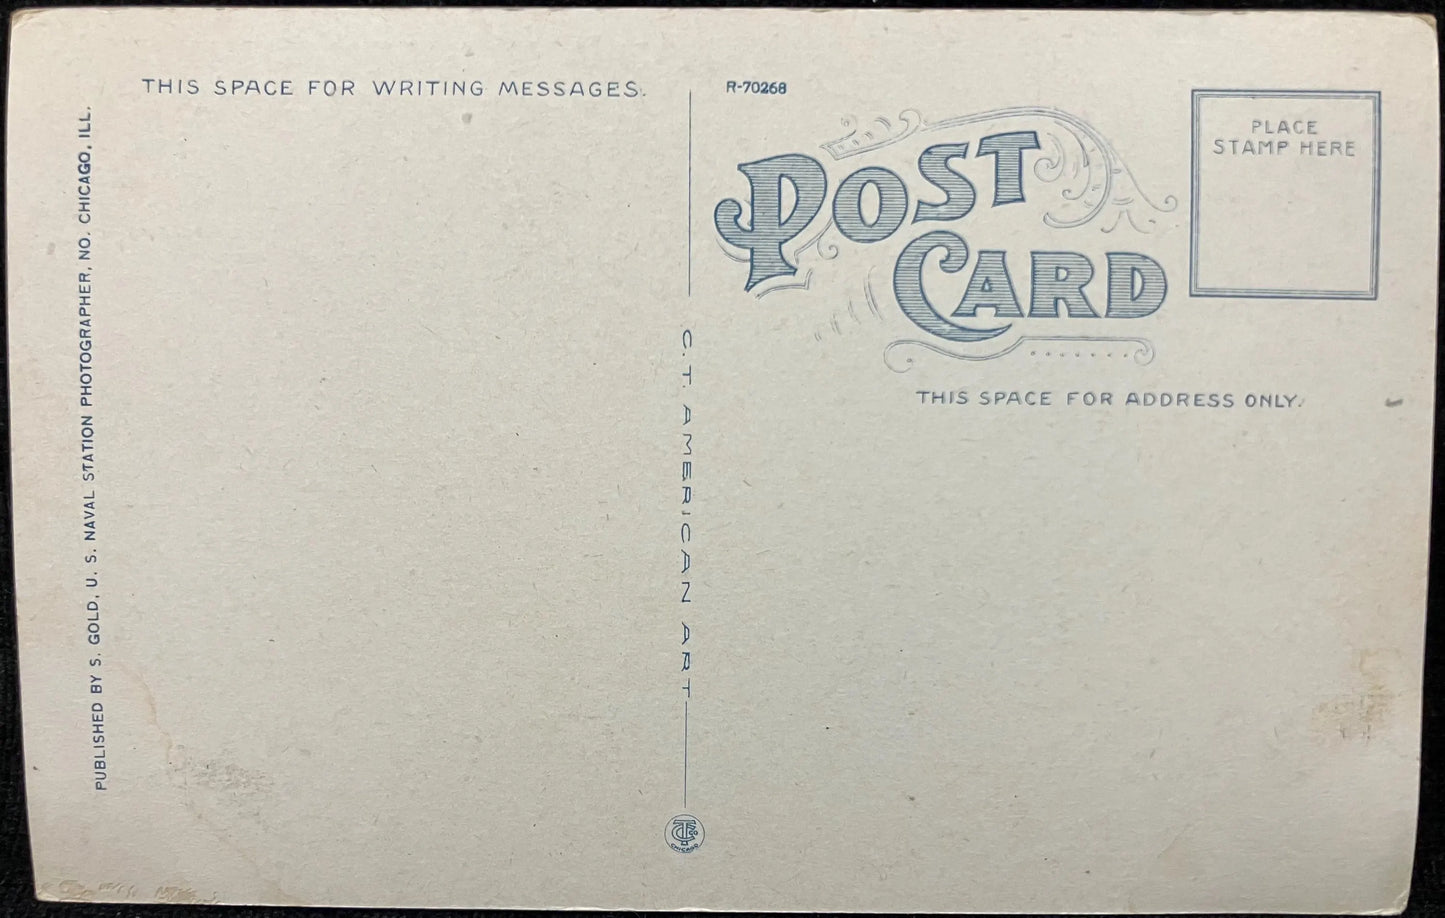 THIS SPACE FOR WRITING MESSAGES.
PUBLISHED BY S. GOLD, U. S. NAVAL STATION PHOTOGRAPHER, NO. CHICAGO, ILL.
C. T. AMERICAN ART
CHICAGO
R-70268
POST
CARD
PLACE
STAMP HERE
THIS SPACE FOR ADDRESS ONLY.